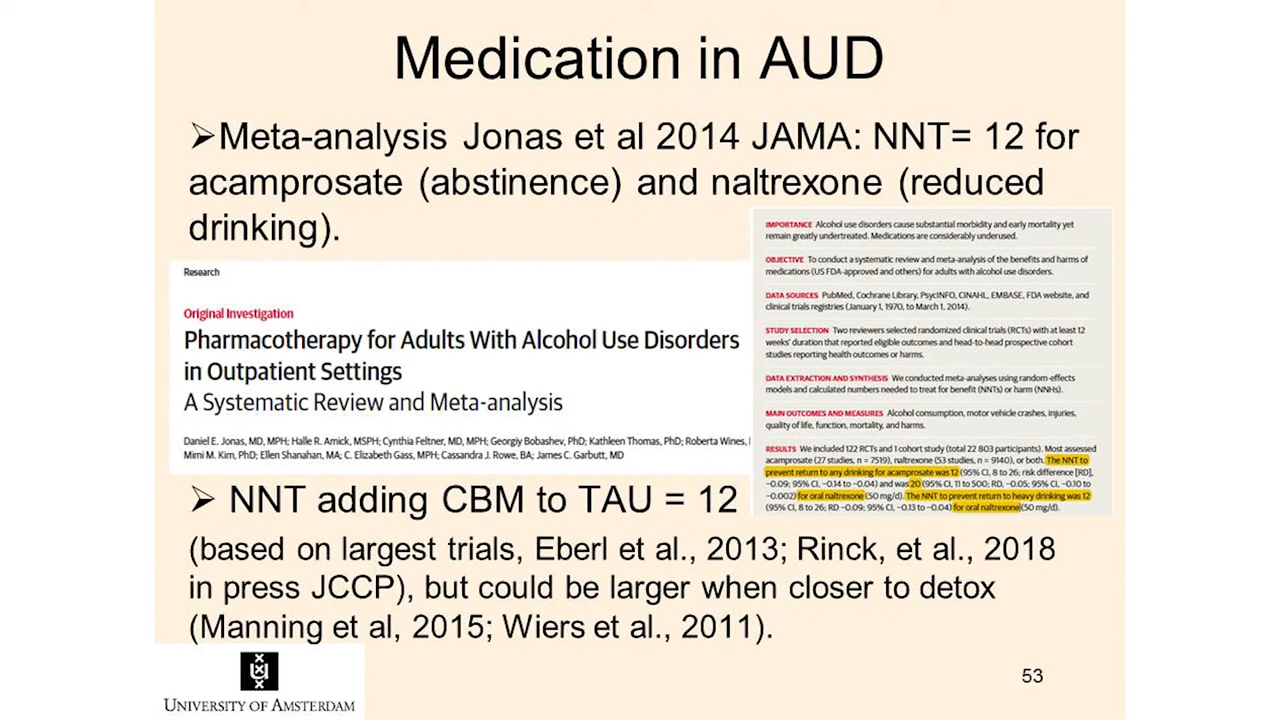 Medication in AUD
➢Meta-analysis Jonas et al 2014 JAMA: NNT= 12 for
acamprosate (abstinence) and naltrexone (reduced
drinking).
Research
Original Investigation
Pharmacotherapy for Adults With Alcohol Use Disorders
in Outpatient Settings
A Systematic Review and Meta-analysis
Daniel E. Jonas, MD, MPH; Halle R. Amick, MSPH; Cynthia Feltner, MD, MPH; Georgiy Bobashev, PhD; Kathleen Thomas, PhD; Roberta Wines,
Mimi M. Kim, PhD; Ellen Shanahan, MA; C. Elizabeth Gass, MPH; Cassandra J. Rowe, BA; James C. Garbutt, MD
IMPORTANCE Alcohol use disorders cause substantial morbidity and early mortality yet
remain greatly undertreated. Medications are considerably underused.
OBJECTIVE To conduct a systematic review and meta-analysis of the benefits and harms of
medications (US FDA-approved and others) for adults with alcohol use disorders.
DATA SOURCES PubMed, Cochrane Library, PsycINFO, CINAHL, EMBASE, FDA website, and
clinical trials registries (January 1, 1970, to March 1, 2014).
STUDY SELECTION Two reviewers selected randomized clinical trials (RCTs) with at least 12
weeks' duration that reported eligible outcomes and head-to-head prospective cohort
studies reporting health outcomes or harms.
DATA EXTRACTION AND SYNTHESIS We conducted meta-analyses using random-effects
models and calculated numbers needed to treat for benefit (NNTs) or harm (NNHs).
MAIN OUTCOMES AND MEASURES Alcohol consumption, motor vehicle crashes, injuries,
quality of life, function, mortality, and harms.
RESULTS We included 122 RCTs and 1 cohort study (total 22 803 participants). Most assessed
acamprosate (27 studies, n = 7519), naltrexone (53 studies, n = 9140), or both. The NNT to
prevent return to any drinking for acamprosate was 12 (95% CI, 8 to 26; risk difference [RD],
−0.09; 95% CI, −0.14 to −0.04) and was 20 (95% CI, 11 to 500; RD, −0.05; 95% CI, −0.10 to
−0.002) for oral naltrexone (50 mg/d). The NNT to prevent return to heavy drinking was 12
(95% CI, 8 to 26; RD −0.09; 95% CI, −0.13 to −0.04) for oral naltrexone (50 mg/d).
➢ NNT adding CBM to TAU = 12
(based on largest trials, Eberl et al., 2013; Rinck, et al., 2018
in press JCCP), but could be larger when closer to detox
(Manning et al, 2015; Wiers et al., 2011).
UNIVERSITY OF AMSTERDAM
53